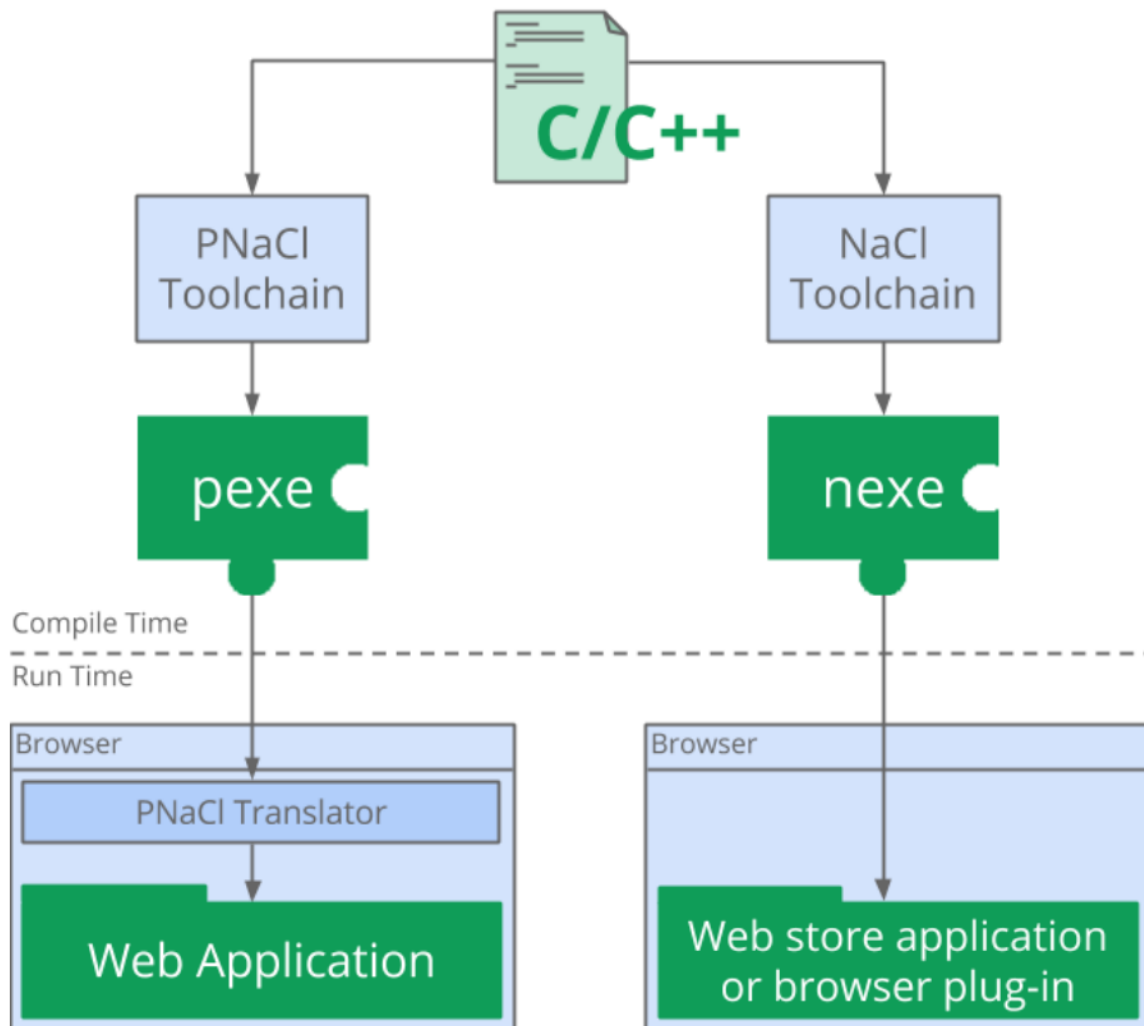 C/C++
PNaCl
Toolchain
NaCl
Toolchain
pexe
nexe
Compile Time
Run Time
Browser
Browser
PNaCl Translator
Web Application
Web store application
or browser plug-in